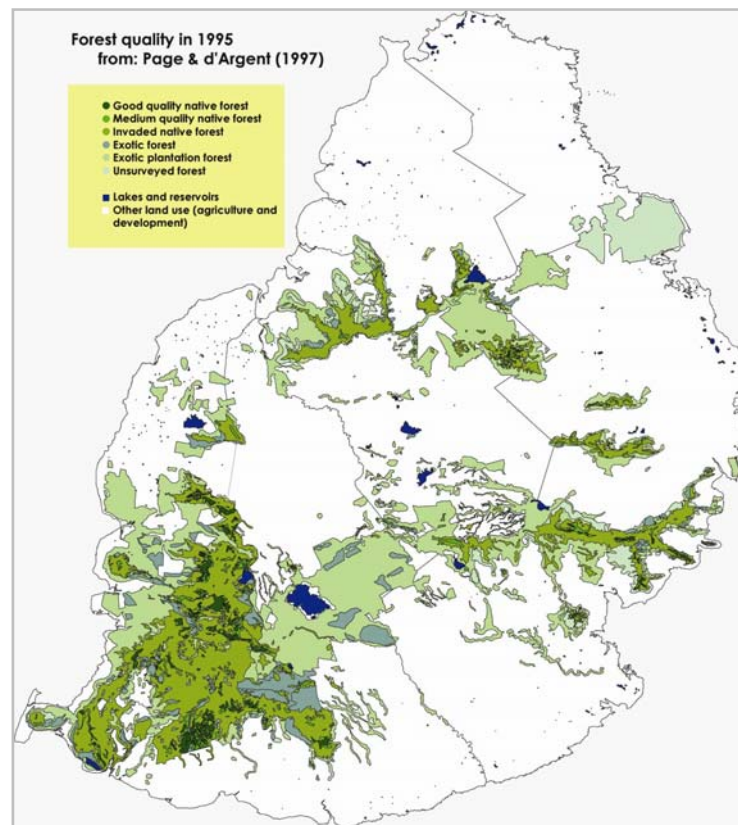 Forest quality in 1995
from: Page & d'Argent (1997)
Good quality native forest
Medium quality native forest
Invaded native forest
Exotic forest
Exotic plantation forest
Unsurveyed forest
Lakes and reservoirs
Other land use (agriculture and
development)